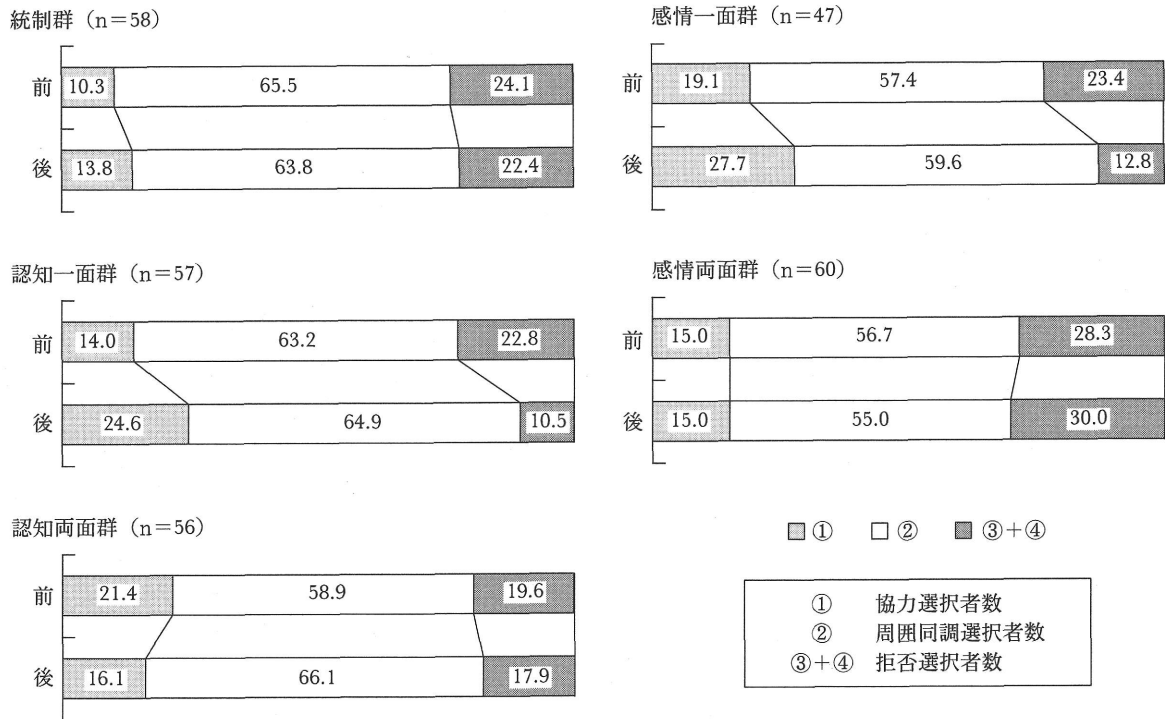 統制群（n＝58）
前 10.3 65.5 24.1
後 13.8 63.8 22.4
感情一面群（n＝47）
前 19.1 57.4 23.4
後 27.7 59.6 12.8
認知一面群（n＝57）
前 14.0 63.2 22.8
後 24.6 64.9 10.5
感情両面群（n＝60）
前 15.0 56.7 28.3
後 15.0 55.0 30.0
認知両面群（n＝56）
前 21.4 58.9 19.6
後 16.1 66.1 17.9
① ② ③＋④
① 協力選択者数
② 周囲同調選択者数
③＋④ 拒否選択者数